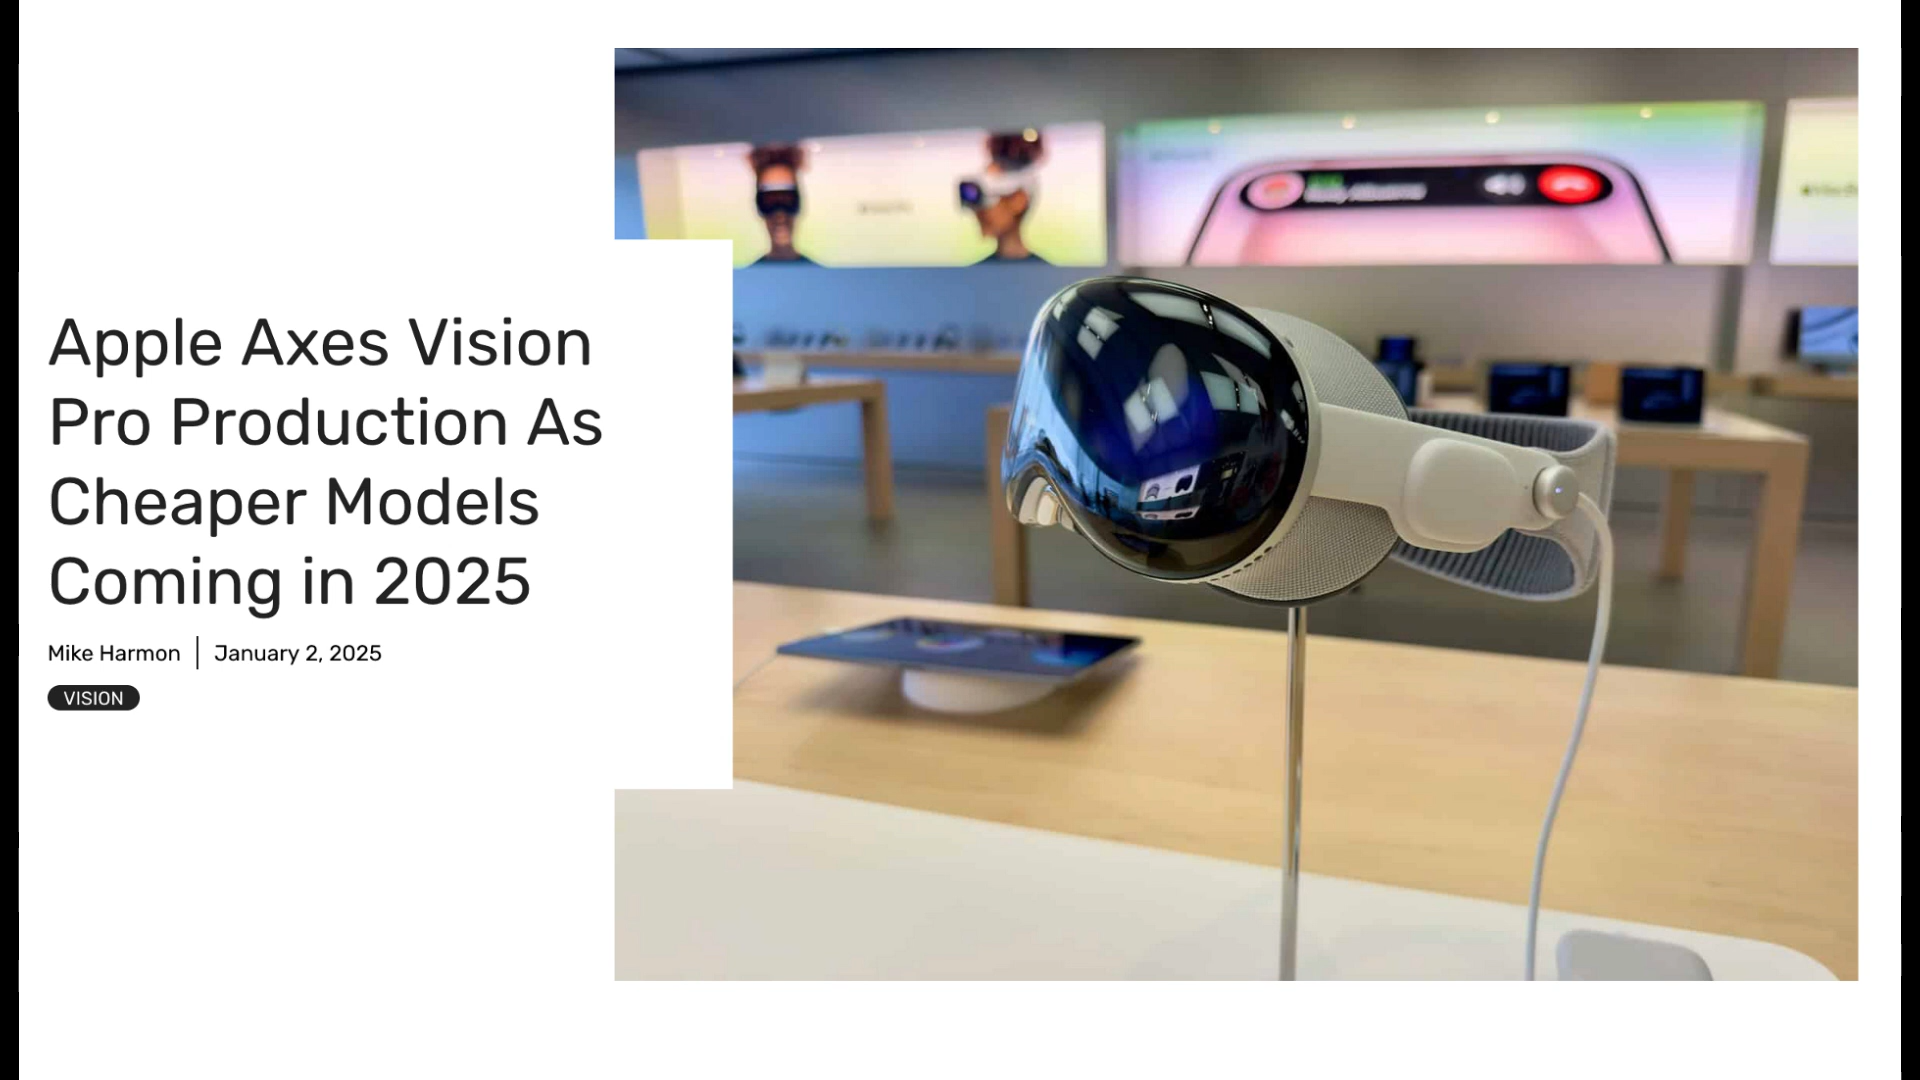 Apple Axes Vision
Pro Production As
Cheaper Models
Coming in 2025
Mike Harmon | January 2, 2025
VISION